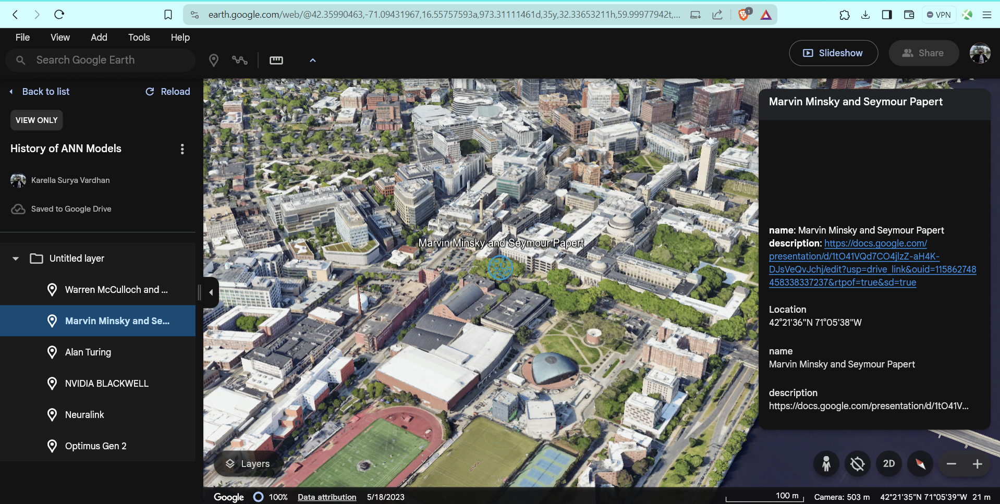 earth.google.com/web/@42.35990463,-71.09431967,16.55757593a,973.31111461d,35y,32.33653211h,59.99977942t,...
1
VPN
File View Add Tools Help
Search Google Earth
Slideshow
Share
Back to list
Reload
VIEW ONLY
History of ANN Models
Karella Surya Vardhan
Saved to Google Drive
Untitled layer
Warren McCulloch and ...
Marvin Minsky and Se...
Alan Turing
NVIDIA BLACKWELL
Neuralink
Optimus Gen 2
Marvin Minsky and Seymour Papert
Layers
Marvin Minsky and Seymour Papert
name: Marvin Minsky and Seymour Papert
description: https://docs.google.com/
presentation/d/1tO41VQd7CO4jlzZ-aH4K-
DJsVeQvJchj/edit?usp=drive_link&ouid=115862748
458338337237&rtpof=true&sd=true
Location
42°21'36"N 71°05'38"W
name
Marvin Minsky and Seymour Papert
description
https://docs.google.com/presentation/d/1tO41V...
2D
Google 100% Data attribution 5/18/2023
100 m Camera: 503 m 42°21'35"N 71°05'39"W 21 m